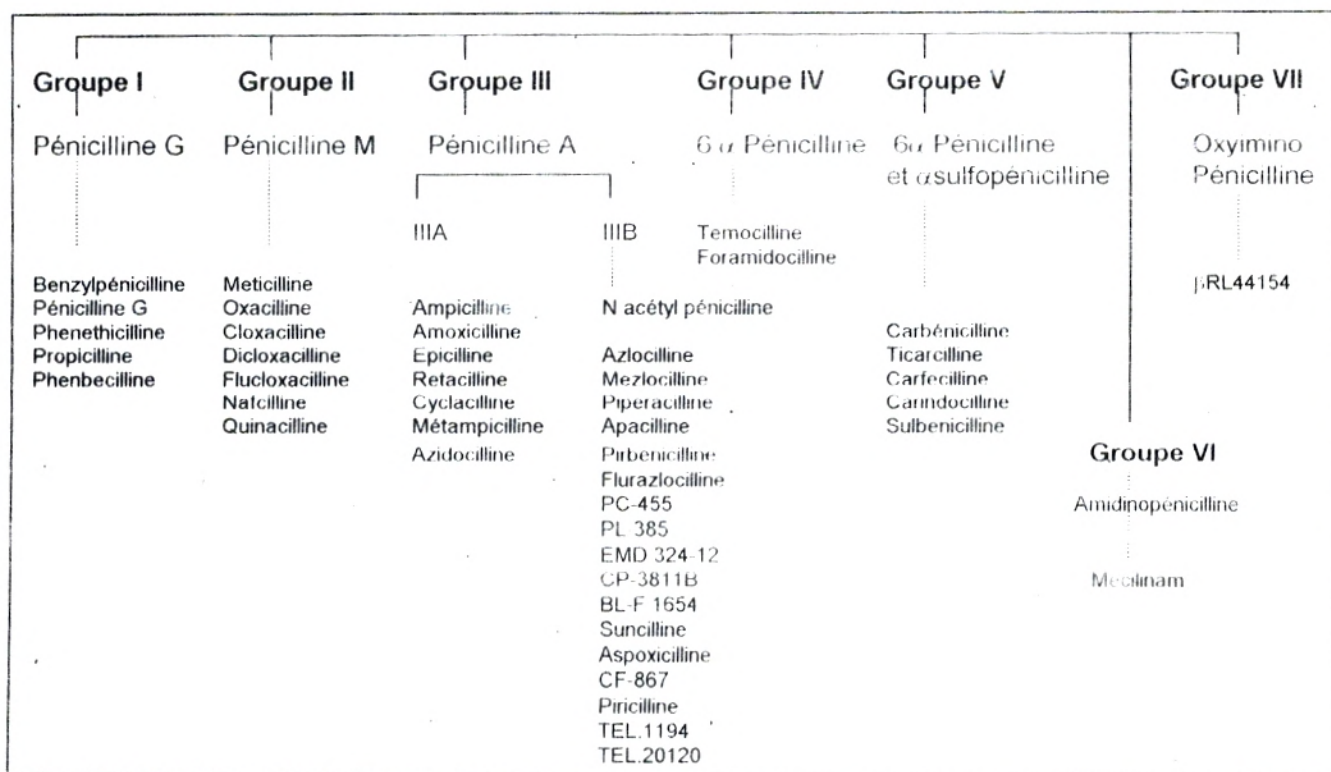 Groupe I
Groupe II
Groupe III
Groupe IV
Groupe V
Groupe VII
Pénicilline G
Pénicilline M
Pénicilline A
6 α Pénicilline
6α Pénicilline
et αsulfopénicilline
Oxyimino
Pénicilline
IIIA
IIIB
Benzylpénicilline
Pénicilline G
Phenethicilline
Propicilline
Phenbecilline
Meticilline
Oxacilline
Cloxacilline
Dicloxacilline
Flucloxacilline
Nafcilline
Quinacilline
Ampicilline
Amoxicilline
Epicilline
Retacilline
Cyclacilline
Métampicilline
Azidocilline
N acétyl pénicilline
Azlocilline
Mezlocilline
Piperacilline
Apacilline
Pirbenicilline
Flurazlocilline
PC-455
PL 385
EMD 324-12
CP-3811B
BL-F 1654
Suncilline
Aspoxicilline
CF-867
Piricilline
TEL.1194
TEL.20120
Temocilline
Foramidocilline
Carbénicilline
Ticarcilline
Carfecilline
Carindocilline
Sulbenicilline
Groupe VI
Amidinopénicilline
Mecilinam
RL44154